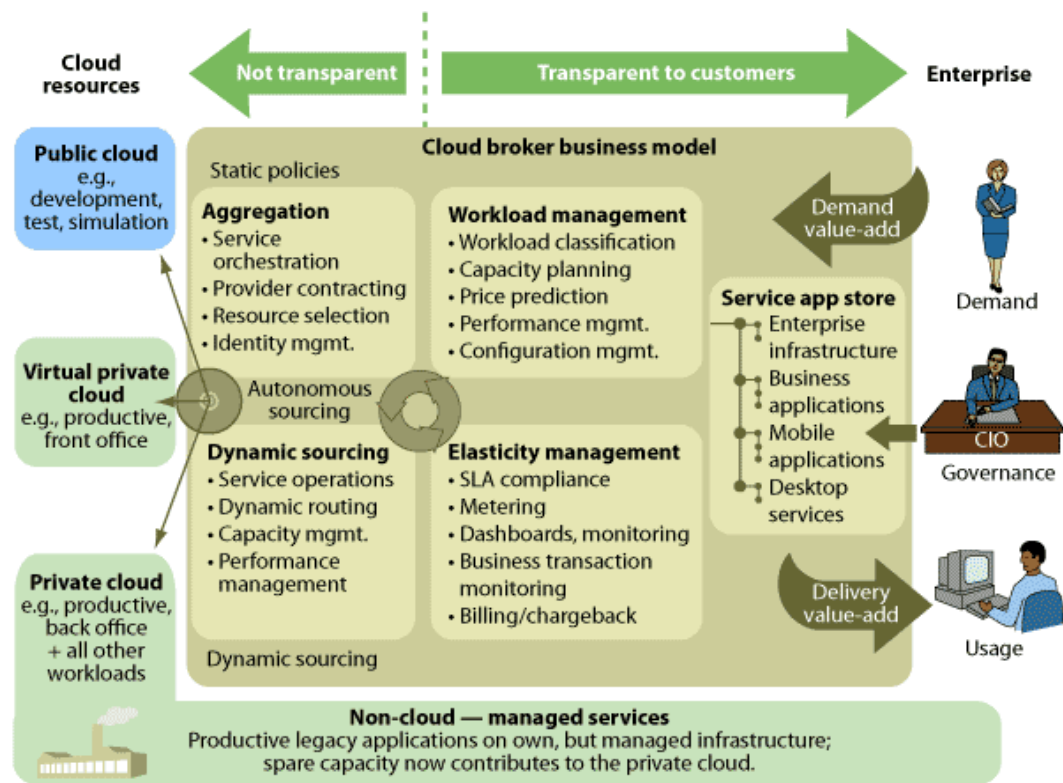 Cloud
resources
Not transparent
Transparent to customers
Enterprise
Public cloud
e.g.,
development,
test, simulation
Virtual private
cloud
e.g., productive,
front office
Private cloud
e.g., productive,
back office
+ all other
workloads
Cloud broker business model
Static policies
Aggregation
• Service
orchestration
• Provider contracting
• Resource selection
• Identity mgmt.
Workload management
• Workload classification
• Capacity planning
• Price prediction
• Performance mgmt.
• Configuration mgmt.
Autonomous
sourcing
Dynamic sourcing
• Service operations
• Dynamic routing
• Capacity mgmt.
• Performance
management
Elasticity management
• SLA compliance
• Metering
• Dashboards, monitoring
• Business transaction
monitoring
• Billing/chargeback
Dynamic sourcing
Service app store
Enterprise
infrastructure
Business
applications
Mobile
applications
Desktop
services
Demand
value-add
Delivery
value-add
Demand
CIO
Governance
Usage
Non-cloud — managed services
Productive legacy applications on own, but managed infrastructure;
spare capacity now contributes to the private cloud.